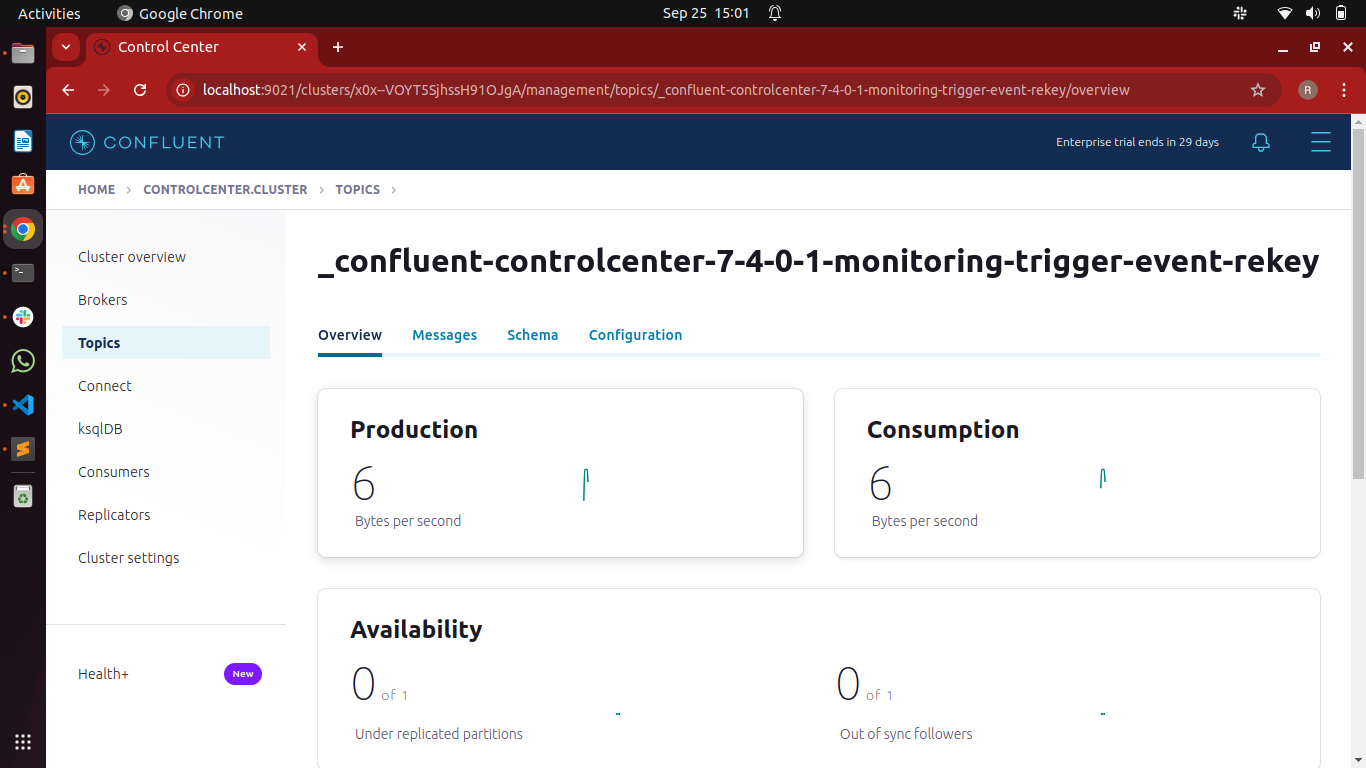 Activities
Google Chrome
Sep 25 15:01
Control Center
localhost:9021/clusters/x0x--VOYT5SjhssH91OJgA/management/topics/_confluent-controlcenter-7-4-0-1-monitoring-trigger-event-rekey/overview
R
CONFLUENT
Enterprise trial ends in 29 days
HOME > CONTROLCENTER.CLUSTER > TOPICS >
Cluster overview
Brokers
Topics
Connect
ksqlDB
Consumers
Replicators
Cluster settings
Health+
New
_confluent-controlcenter-7-4-0-1-monitoring-trigger-event-rekey
Overview Messages Schema Configuration
Production
6
Bytes per second
Consumption
6
Bytes per second
Availability
0 of 1
Under replicated partitions
0 of 1
Out of sync followers